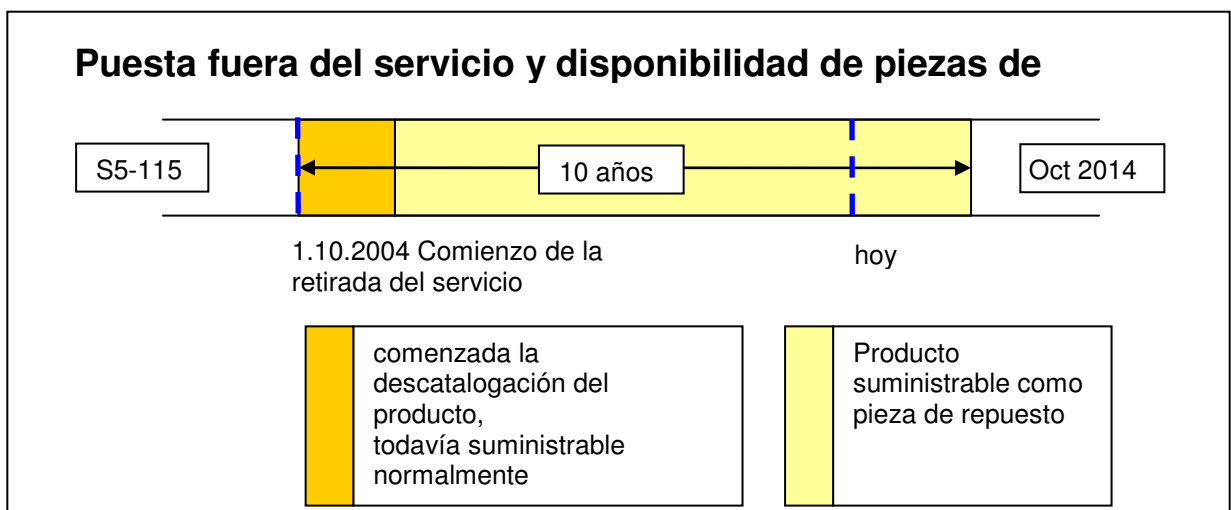 Puesta fuera del servicio y disponibilidad de piezas de
S5-115
10 años
Oct 2014
1.10.2004 Comienzo de la
retirada del servicio
hoy
comenzada la
descatalogación del
producto,
todavía suministrable
normalmente
Producto
suministrable como
pieza de repuesto